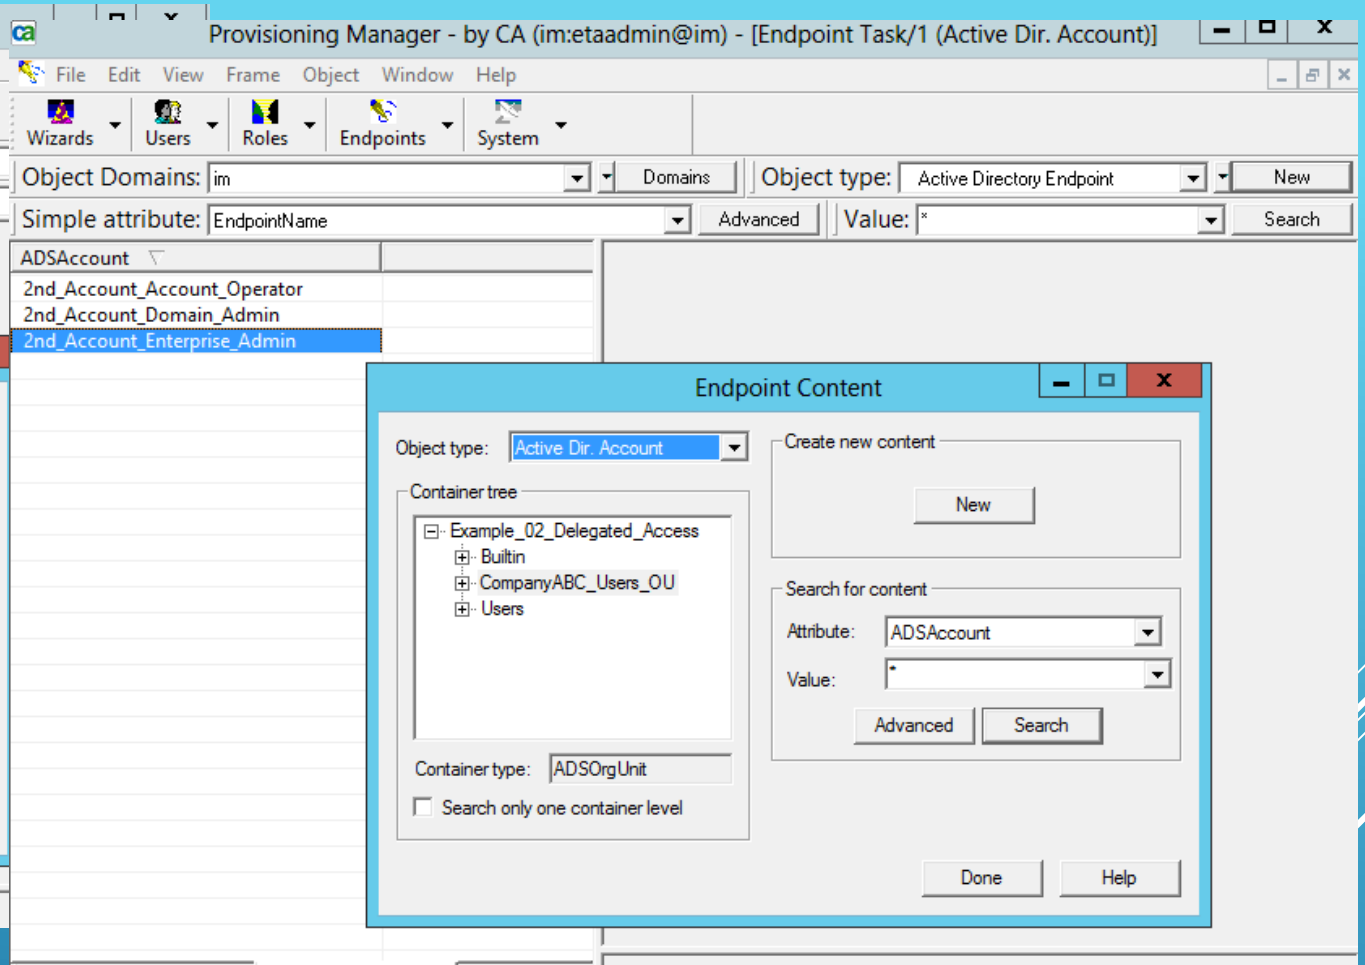 ca Provisioning Manager - by CA (im:etaadmin@im) - [Endpoint Task/1 (Active Dir. Account)]
File Edit View Frame Object Window Help
Wizards Users Roles Endpoints System
Object Domains: im Domains Object type: Active Directory Endpoint New
Simple attribute: EndpointName Advanced Value: * Search
ADSAccount
2nd_Account_Account_Operator
2nd_Account_Domain_Admin
2nd_Account_Enterprise_Admin
Endpoint Content
Object type: Active Dir. Account
Container tree
Example_02_Delegated_Access
Builtin
CompanyABC_Users_OU
Users
Container type: ADSOrgUnit
Search only one container level
Create new content
New
Search for content
Attribute: ADSAccount
Value: *
Advanced Search
Done Help